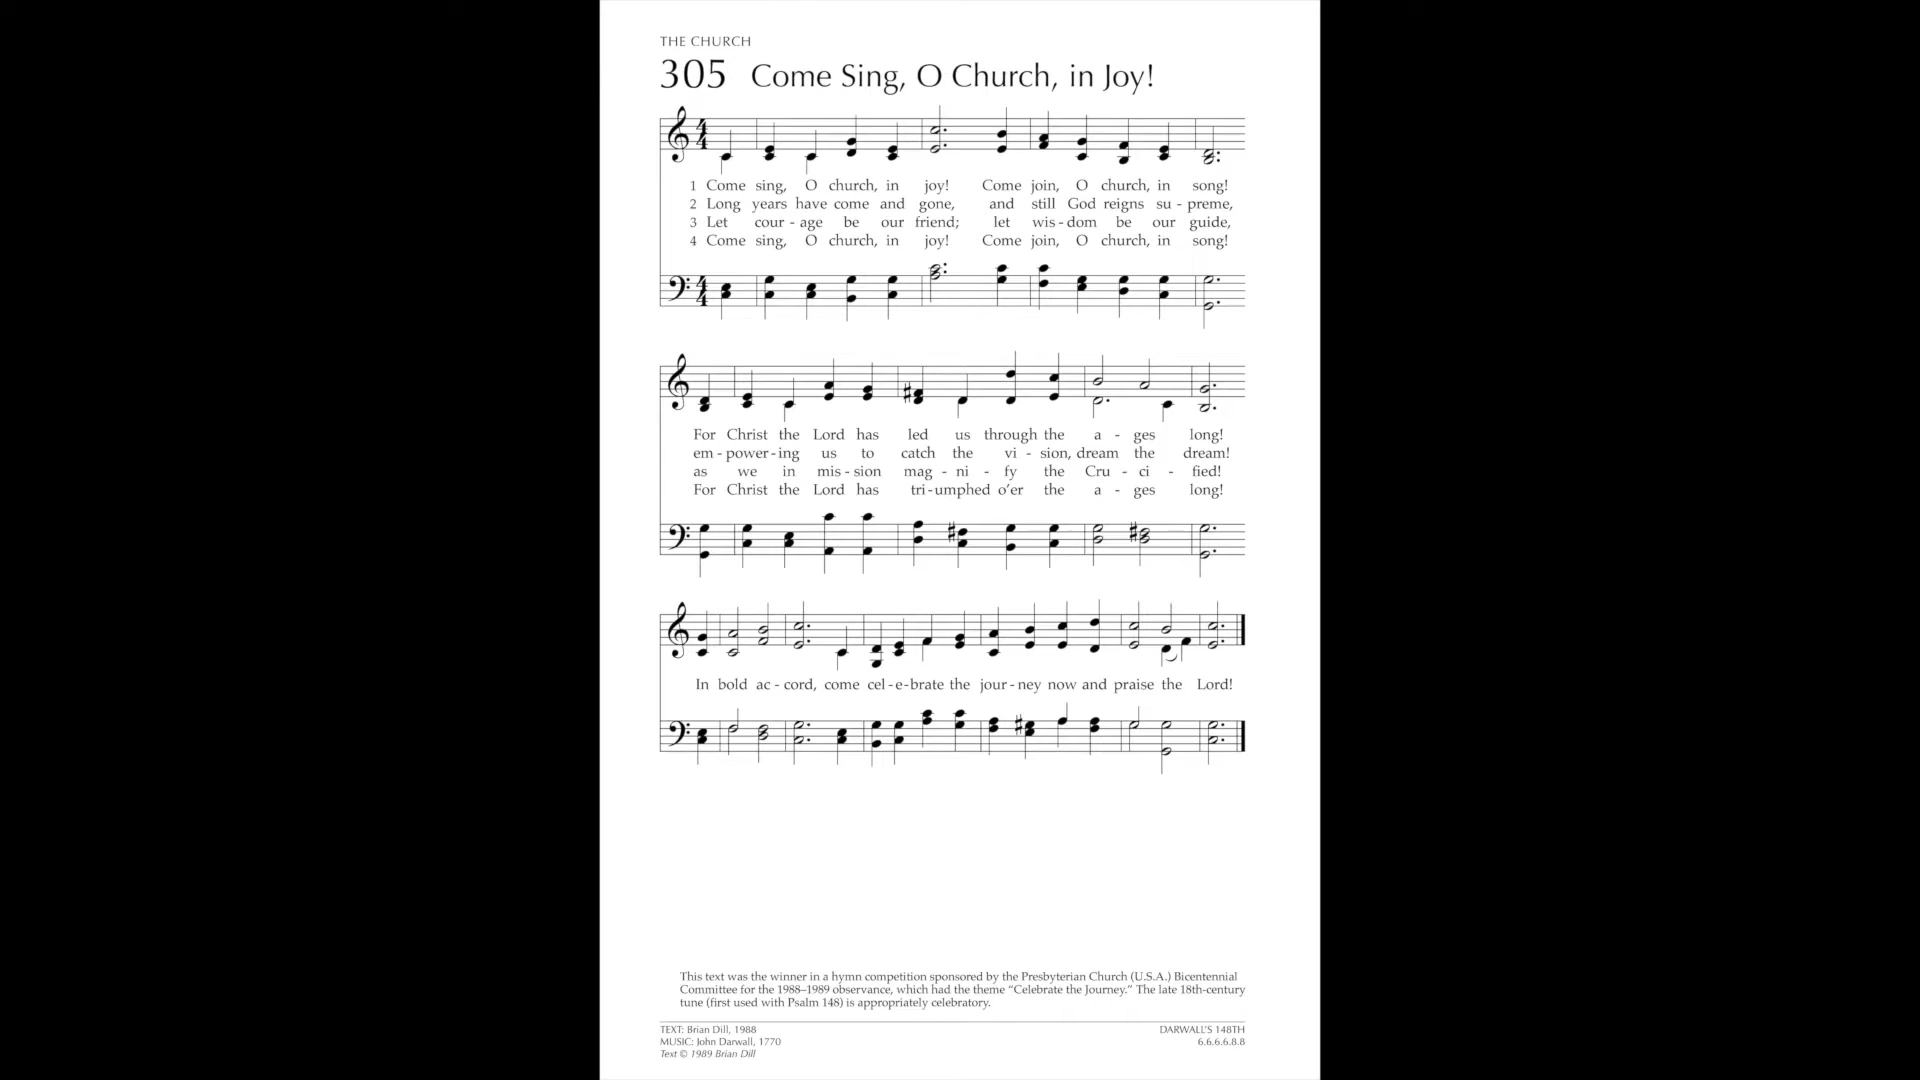 THE CHURCH
305 Come Sing, O Church, in Joy!
1 Come sing, O church, in joy! Come join, O church, in song!
2 Long years have come and gone, and still God reigns su - preme,
3 Let cour - age be our friend; let wis - dom be our guide,
4 Come sing, O church, in joy! Come join, O church, in song!
For Christ the Lord has led us through the a - ges long!
em - power - ing us to catch the vi - sion, dream the dream!
as we in mis - sion mag - ni - fy the Cru - ci - fied!
For Christ the Lord has tri - umphed o'er the a - ges long!
In bold ac - cord, come cel - e - brate the jour - ney now and praise the Lord!
This text was the winner in a hymn competition sponsored by the Presbyterian Church (U.S.A.) Bicentennial
Committee for the 1988–1989 observance, which had the theme “Celebrate the Journey.” The late 18th-century
tune (first used with Psalm 148) is appropriately celebratory.
TEXT: Brian Dill, 1988 DARWALL'S 148TH
MUSIC: John Darwall, 1770 6.6.6.6.8.8
Text © 1989 Brian Dill